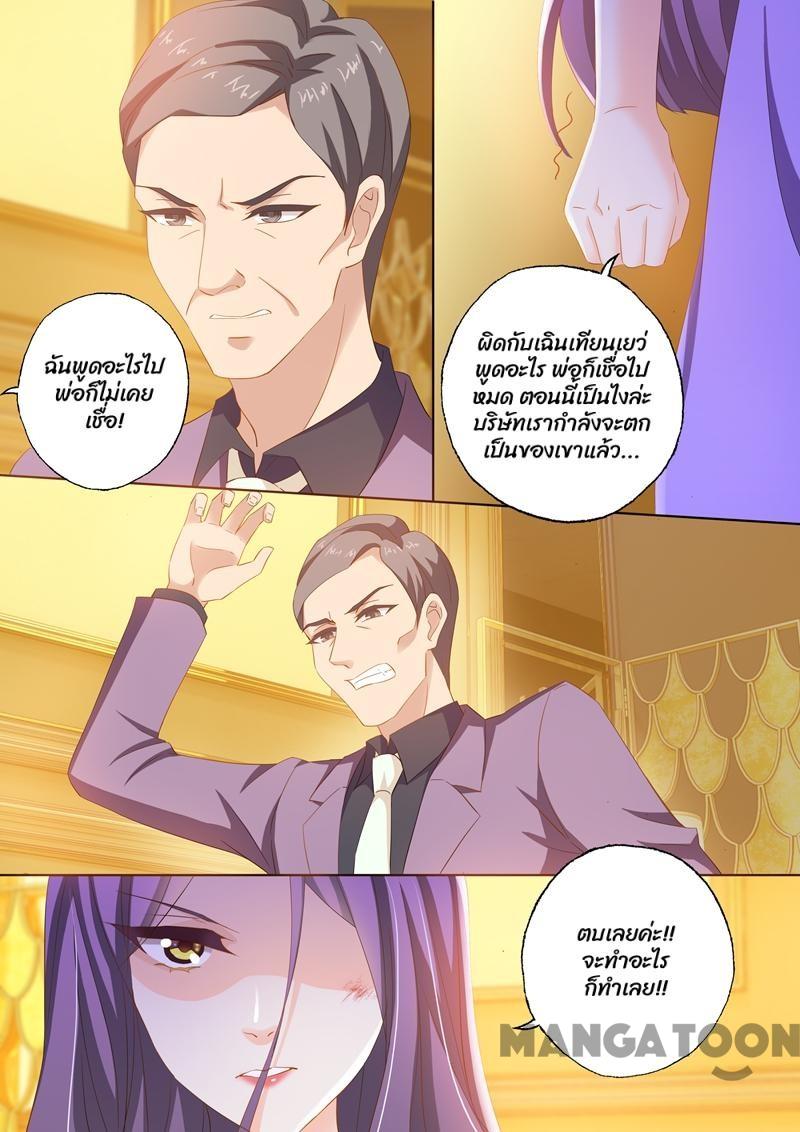 ฉันพูดอะไรไป
พ่อก็ไม่เคย
เชื่อ!
ผิดกับเฉินเทียนเยว่
พูดอะไร พ่อก็เชื่อไป
หมด ตอนนี้เป็นไงล่ะ
บริษัทเรากำลังจะตก
เป็นของเขาแล้ว...
ตบเลยค่ะ!!
จะทำอะไร
ก็ทำเลย!!
MANGATOON